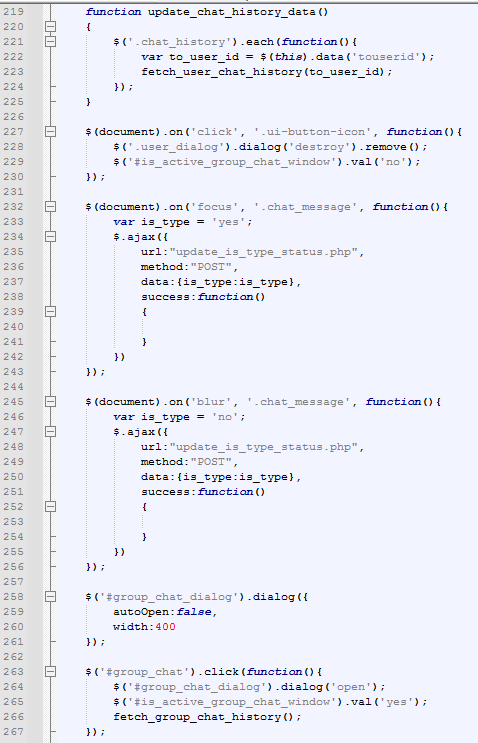 219 function update_chat_history_data()
220 {
221 $('.chat_history').each(function(){
222 var to_user_id = $(this).data('touserid');
223 fetch_user_chat_history(to_user_id);
224 });
225 }
226
227 $(document).on('click', '.ui-button-icon', function(){
228 $('.user_dialog').dialog('destroy').remove();
229 $('#is_active_group_chat_window').val('no');
230 });
231
232 $(document).on('focus', '.chat_message', function(){
233 var is_type = 'yes';
234 $.ajax({
235 url:"update_is_type_status.php",
236 method:"POST",
237 data:{is_type:is_type},
238 success:function()
239 {
240
241 }
242 })
243 });
244
245 $(document).on('blur', '.chat_message', function(){
246 var is_type = 'no';
247 $.ajax({
248 url:"update_is_type_status.php",
249 method:"POST",
250 data:{is_type:is_type},
251 success:function()
252 {
253
254 }
255 })
256 });
257
258 $('#group_chat_dialog').dialog({
259 autoOpen:false,
260 width:400
261 });
262
263 $('#group_chat').click(function(){
264 $('#group_chat_dialog').dialog('open');
265 $('#is_active_group_chat_window').val('yes');
266 fetch_group_chat_history();
267 });